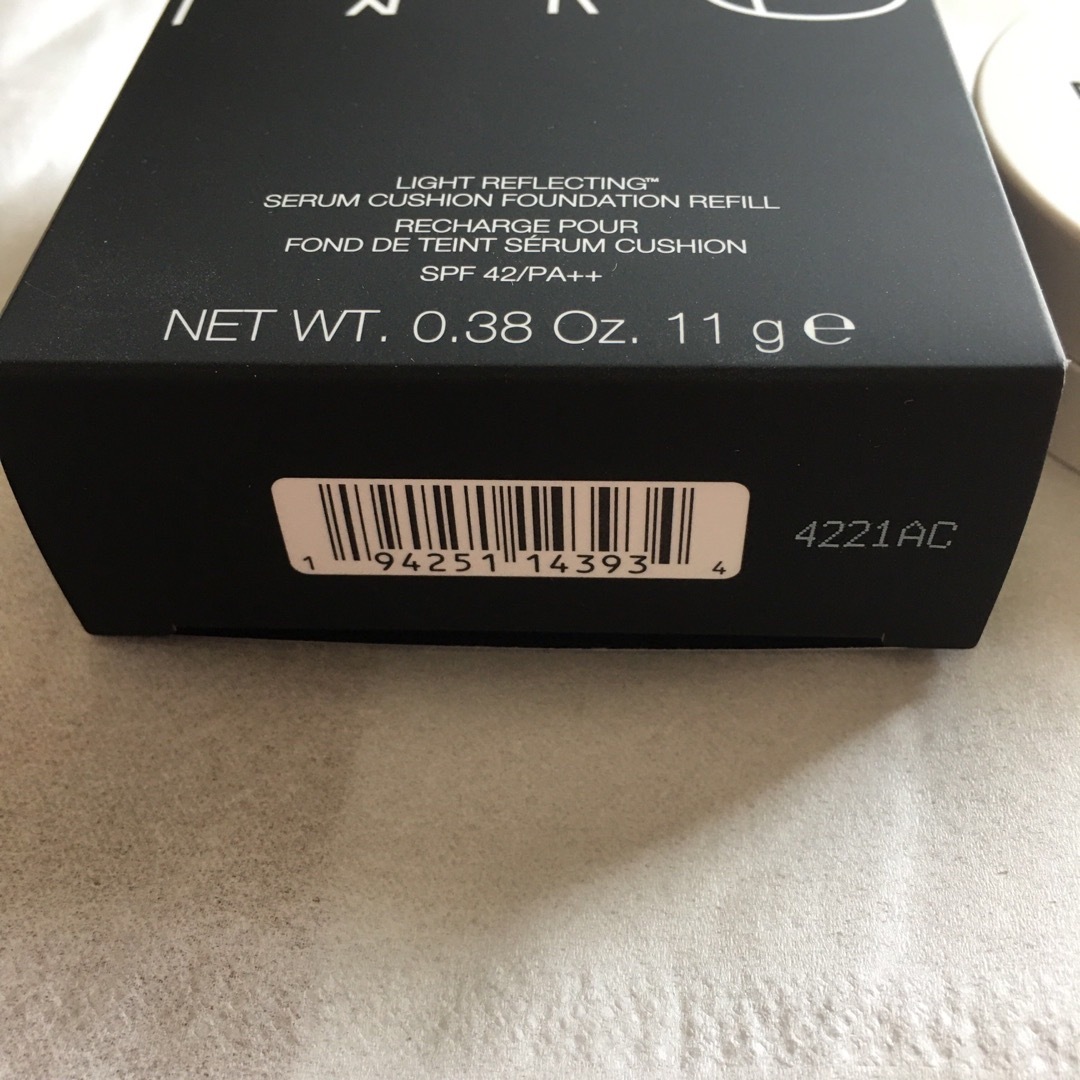 LIGHT REFLECTING™
SERUM CUSHION FOUNDATION REFILL
RECHARGE POUR
FOND DE TEINT SÉRUM CUSHION
SPF 42/PA++
NET WT. 0.38 Oz. 11 g ℮
1 94251 14393 4
4221AC